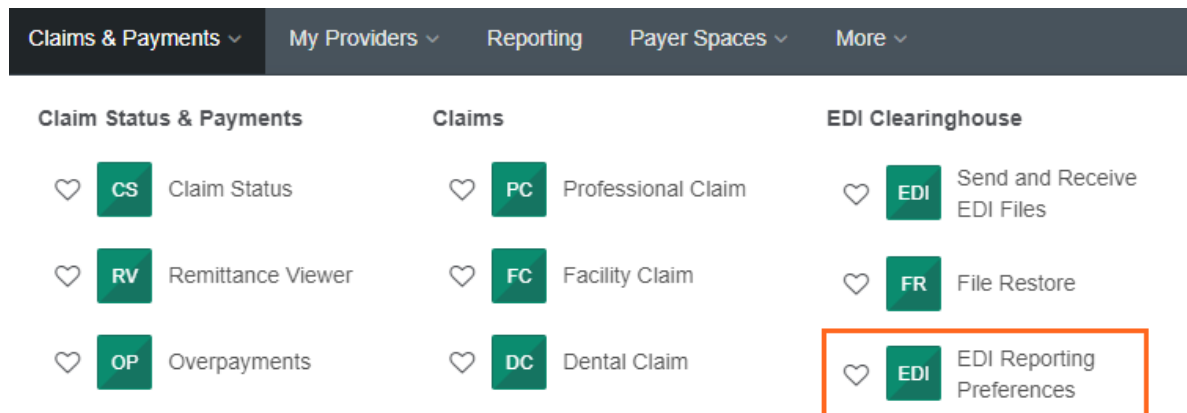 Claims & Payments
My Providers
Reporting
Payer Spaces
More
Claim Status & Payments
CS Claim Status
RV Remittance Viewer
OP Overpayments
Claims
PC Professional Claim
FC Facility Claim
DC Dental Claim
EDI Clearinghouse
EDI Send and Receive
EDI Files
FR File Restore
EDI EDI Reporting
Preferences